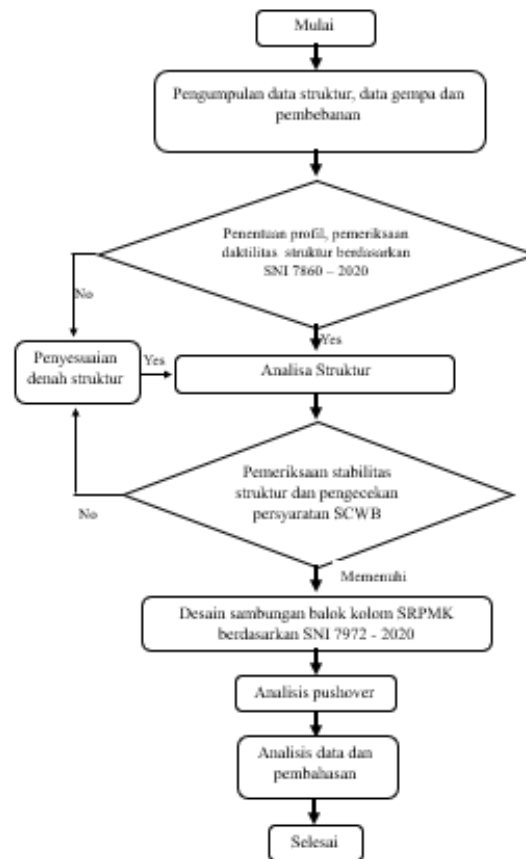 Mulai
Pengumpulan data struktur, data gempa dan
pembebanan
Penentuan profil, pemeriksaan
daktilitas struktur berdasarkan
SNI 7860 – 2020
No
Yes
Penyesuaian
denah struktur
Yes
Analisa Struktur
Pemeriksaan stabilitas
struktur dan pengecekan
persyaratan SCWB
No
Memenuhi
Desain sambungan balok kolom SRPMK
berdasarkan SNI 7972 - 2020
Analisis pushover
Analisis data dan
pembahasan
Selesai